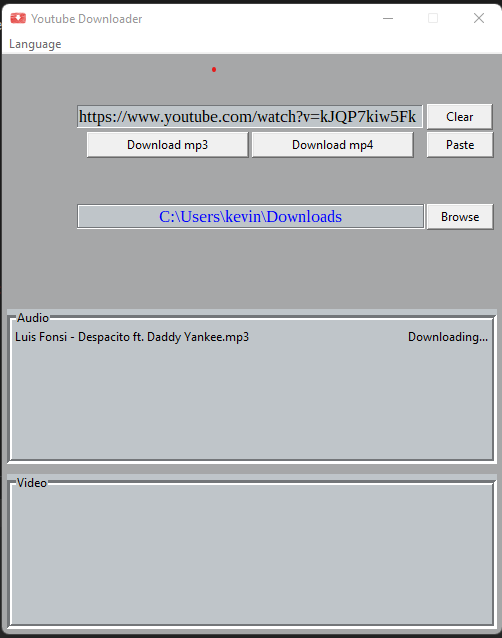 Youtube Downloader
Language
https://www.youtube.com/watch?v=kJQP7kiw5Fk Clear
Download mp3 Download mp4 Paste
C:\Users\kevin\Downloads Browse
Audio
Luis Fonsi - Despacito ft. Daddy Yankee.mp3 Downloading...
Video